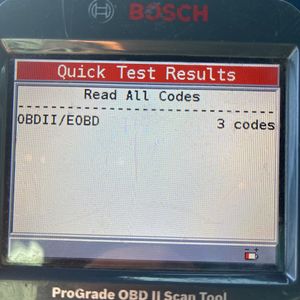 BOSCH
Quick Test Results
Read All Codes
OBDII/EOBD 3 codes
ProGrade OBD II Scan Tool